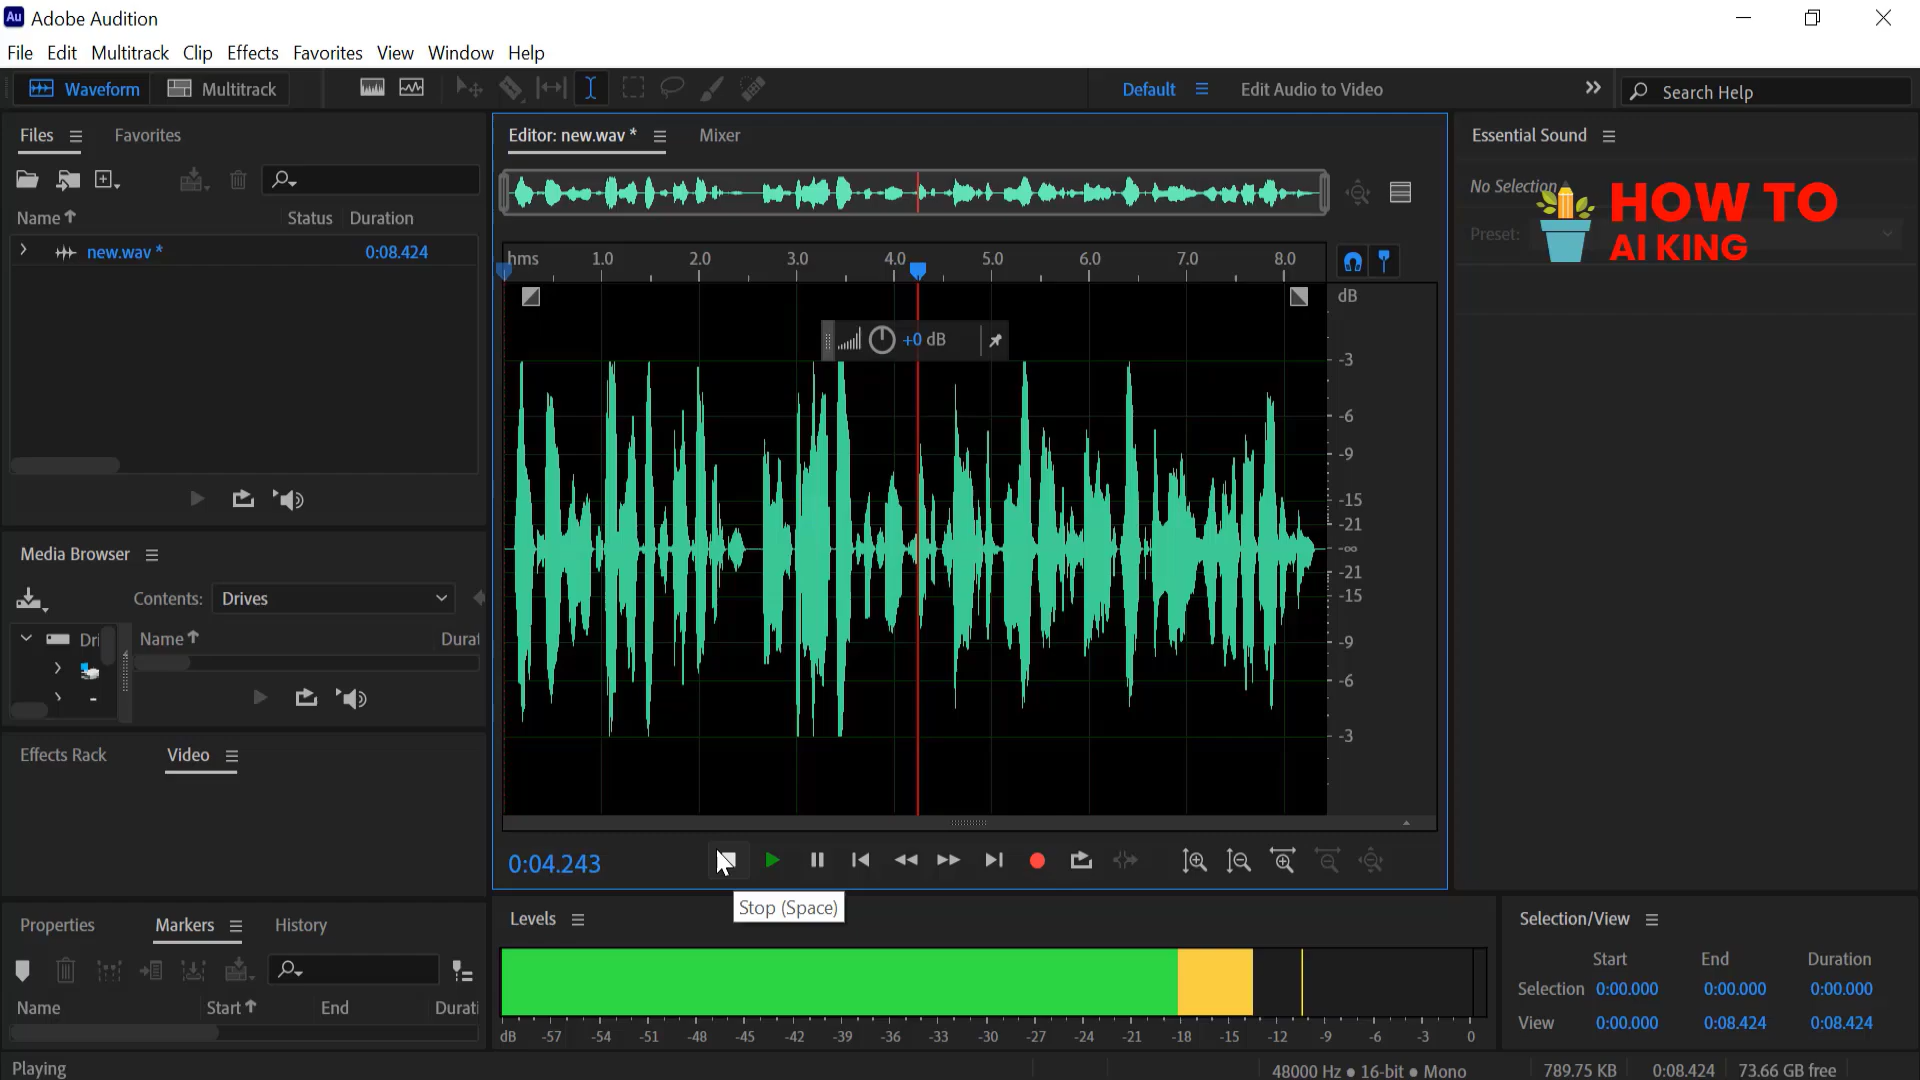 Au Adobe Audition
File Edit Multitrack Clip Effects Favorites View Window Help
Waveform Multitrack Default Edit Audio to Video Search Help
Files Favorites
Editor: new.wav * Mixer
Essential Sound
No Selection
HOW TO
AI KING
Preset:
Name Status Duration
new.wav * 0:08.424
hms 1.0 2.0 3.0 4.0 5.0 6.0 7.0 8.0
dB
+0 dB
-3
-6
-9
-15
-21
-∞
-21
-15
-9
-6
-3
Media Browser
Contents: Drives
Dri Name Durat
Effects Rack Video
0:04.243
Stop (Space)
Properties Markers History
Name Start End Durati
Levels
dB -57 -54 -51 -48 -45 -42 -39 -36 -33 -30 -27 -24 -21 -18 -15 -12 -9 -6 -3 0
Selection/View
Start End Duration
Selection 0:00.000 0:00.000 0:00.000
View 0:00.000 0:08.424 0:08.424
Playing
48000 Hz ● 16-bit ● Mono 789.75 KB 0:08.424 73.66 GB free